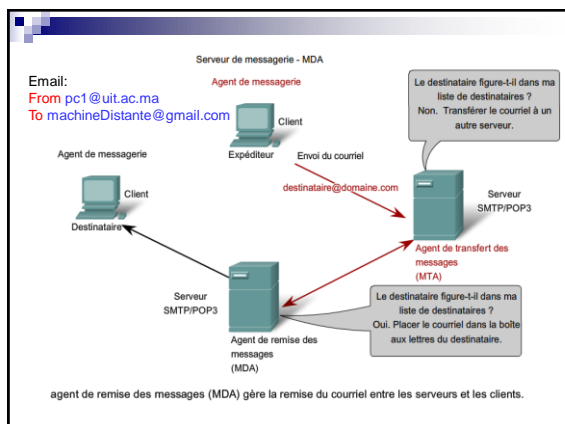 Serveur de messagerie - MDA
Email:
From pc1@uit.ac.ma
To machineDistante@gmail.com
Agent de messagerie
Client
Expéditeur
Le destinataire figure-t-il dans ma
liste de destinataires ?
Non. Transférer le courriel à un
autre serveur.
Agent de messagerie
Client
Destinataire
Envoi du courriel
destinataire@domaine.com
Serveur
SMTP/POP3
Agent de transfert des
messages
(MTA)
Serveur
SMTP/POP3
Agent de remise des
messages
(MDA)
Le destinataire figure-t-il dans ma
liste de destinataires ?
Oui. Placer le courriel dans la boîte
aux lettres du destinataire.
agent de remise des messages (MDA) gère la remise du courriel entre les serveurs et les clients.